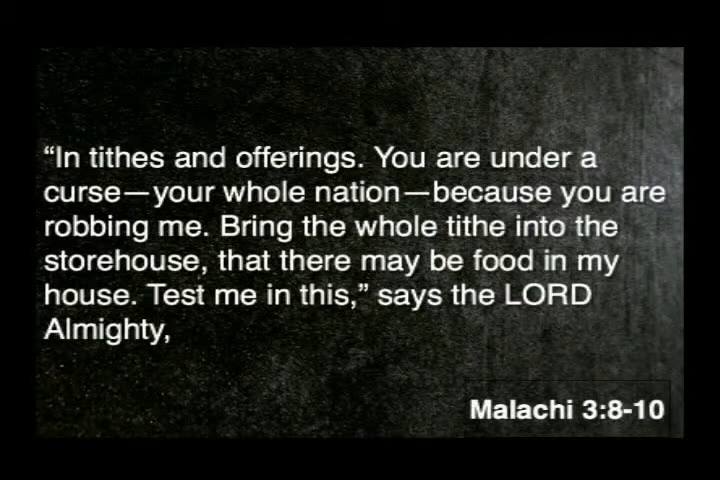 “In tithes and offerings. You are under a
curse—your whole nation—because you are
robbing me. Bring the whole tithe into the
storehouse, that there may be food in my
house. Test me in this,” says the LORD
Almighty,
Malachi 3:8-10